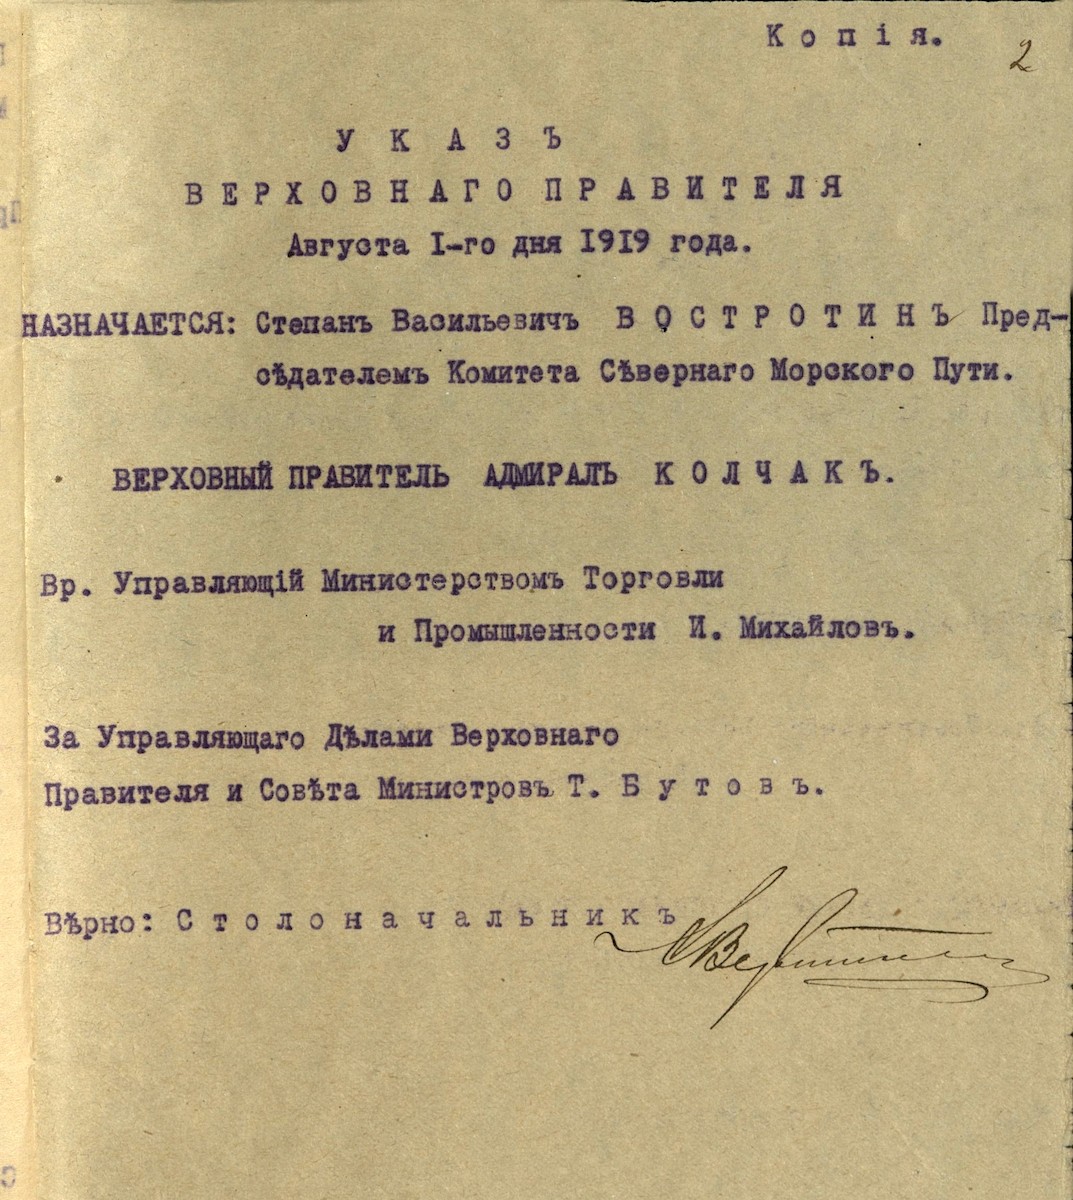 Копія.
2
УКАЗЪ
ВЕРХОВНАГО ПРАВИТЕЛЯ
Августа I-го дня 1919 года.
НАЗНАЧАЕТСЯ: Степанъ Васильевичъ ВОСТРОТИНЪ Пред-
сѣдателемъ Комитета Сѣвернаго Морского Пути.
ВЕРХОВНЫЙ ПРАВИТЕЛЬ АДМИРАЛЪ КОЛЧАКЪ.
Вр. Управляющій Министерствомъ Торговли
и Промышленности И. Михайловъ.
За Управляющаго Дѣлами Верховнаго
Правителя и Совѣта Министровъ Т. Бутовъ.
Вѣрно: Столоначальникъ